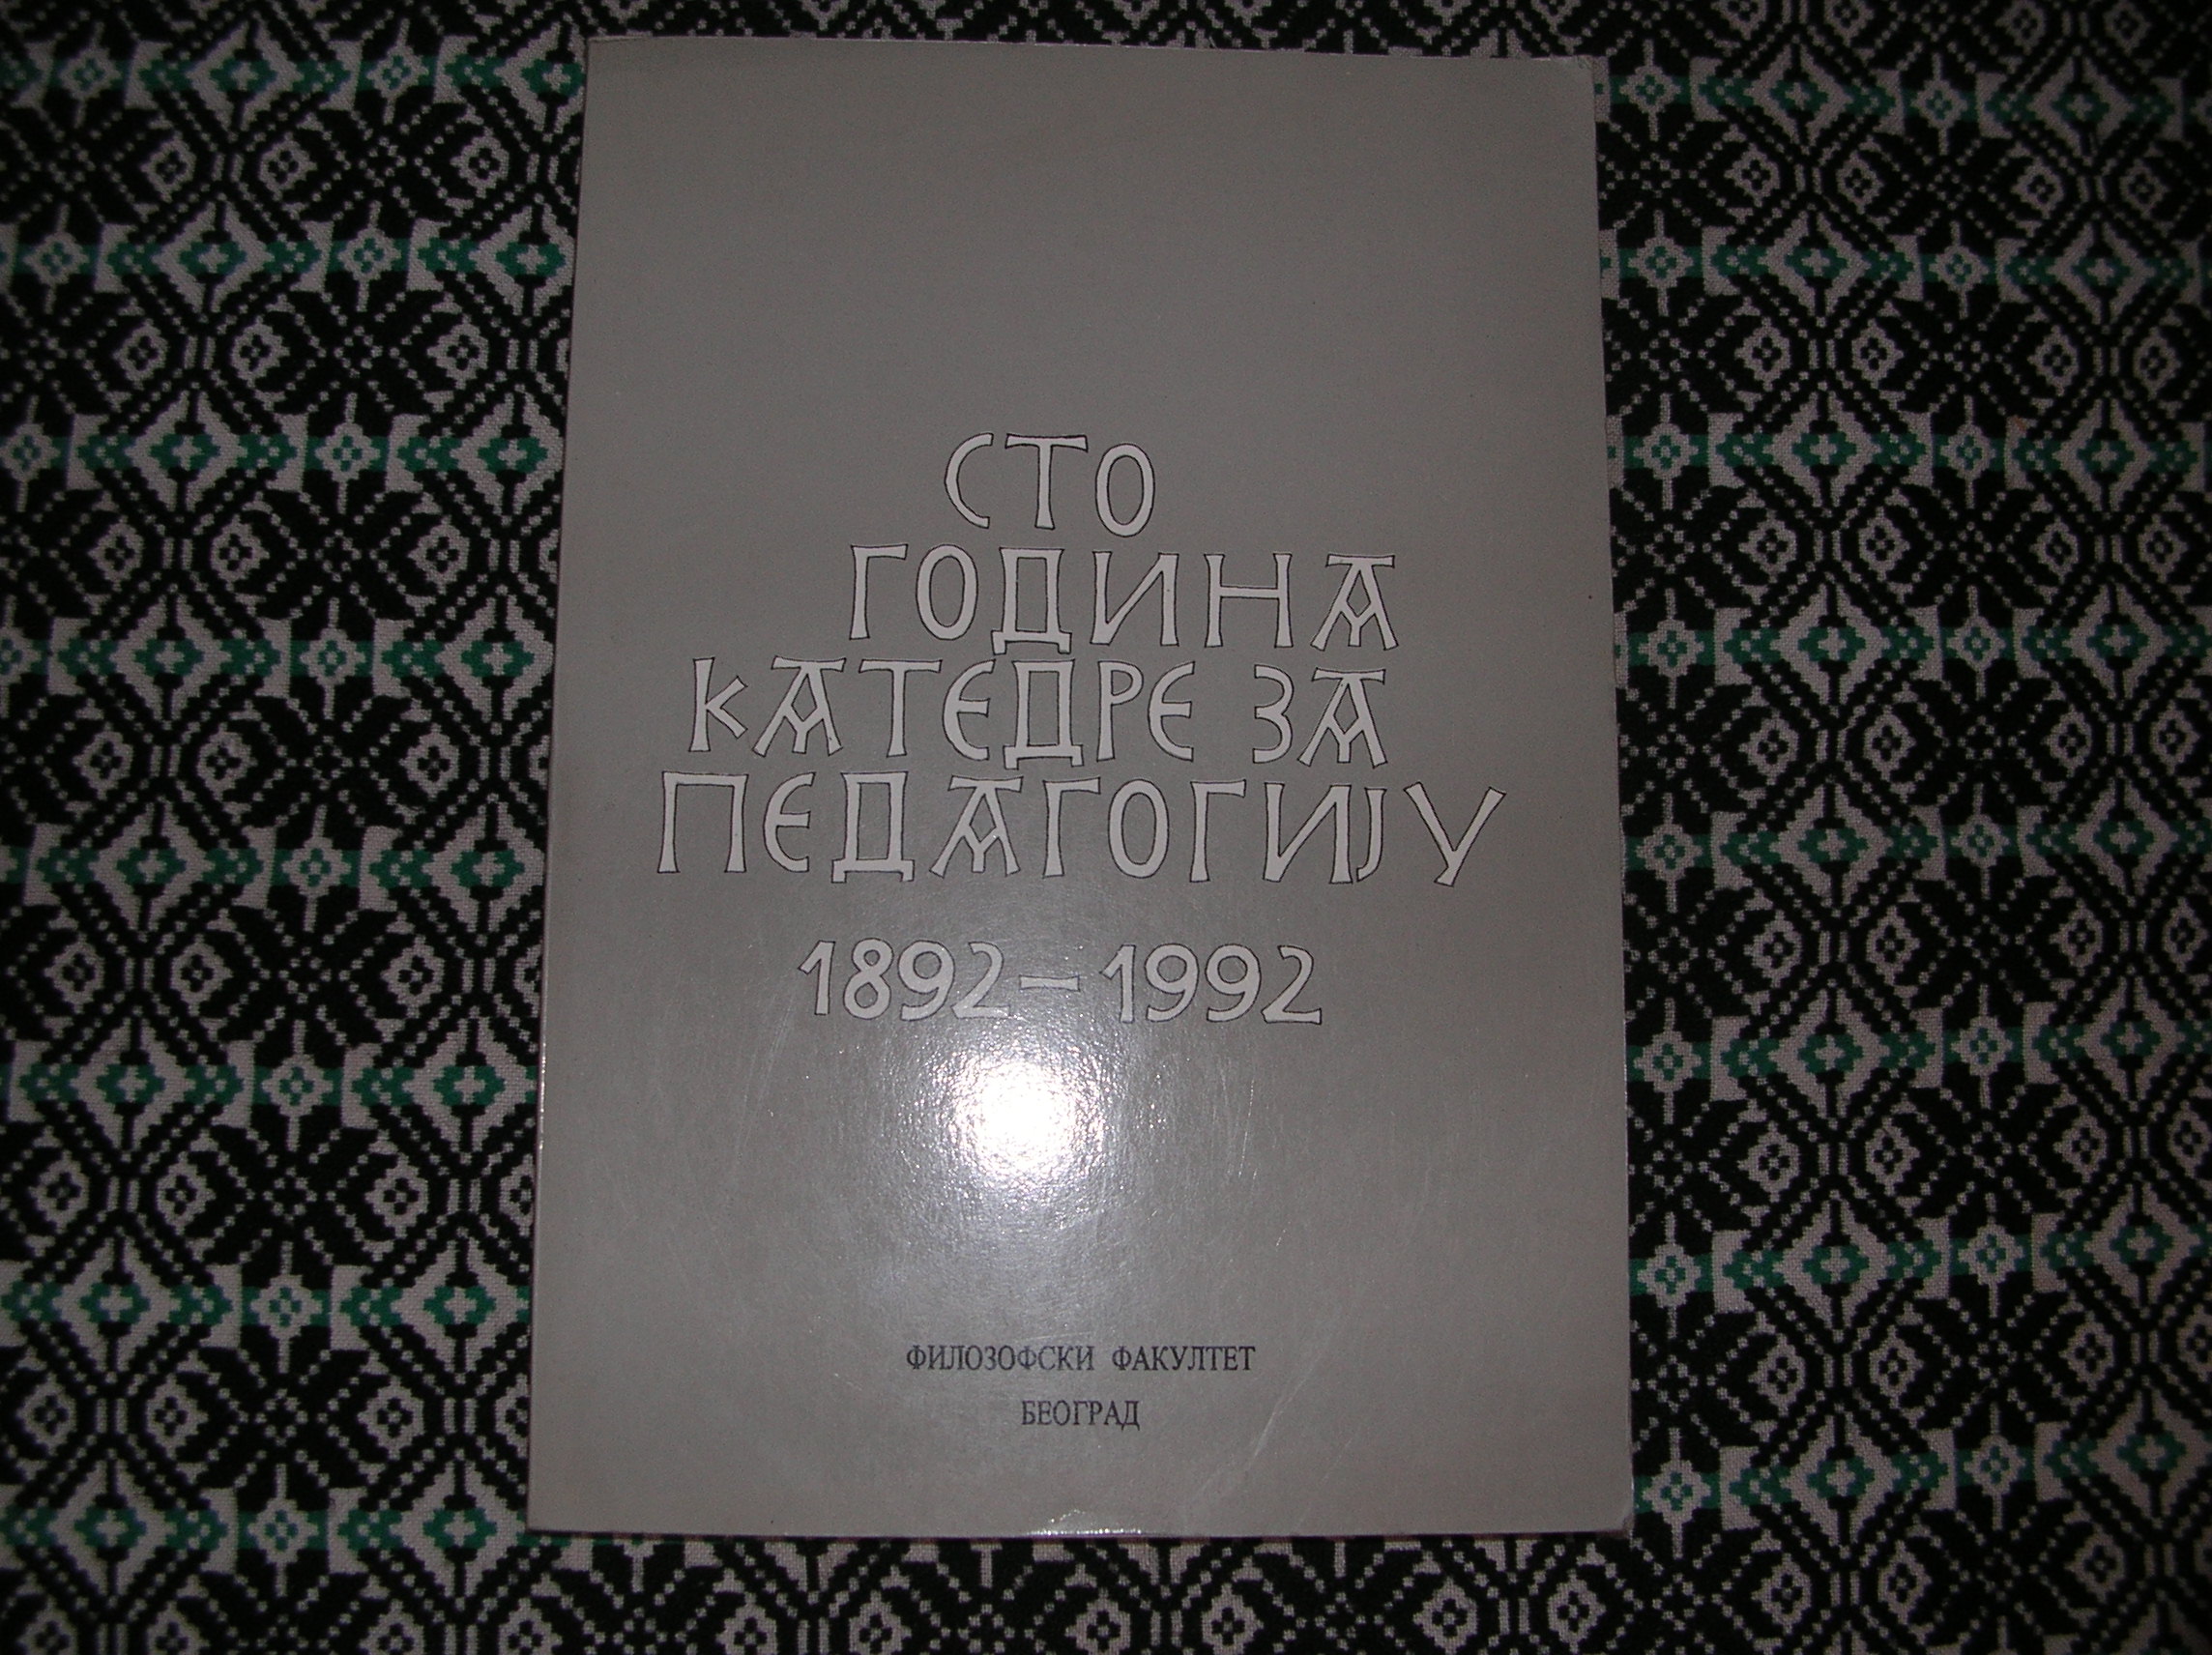 СТО
ГОДИНА
КАТЕДРЕ ЗА
ПЕДАГОГИЈУ
1892-1992
ФИЛОЗОФСКИ ФАКУЛТЕТ
БЕОГРАД